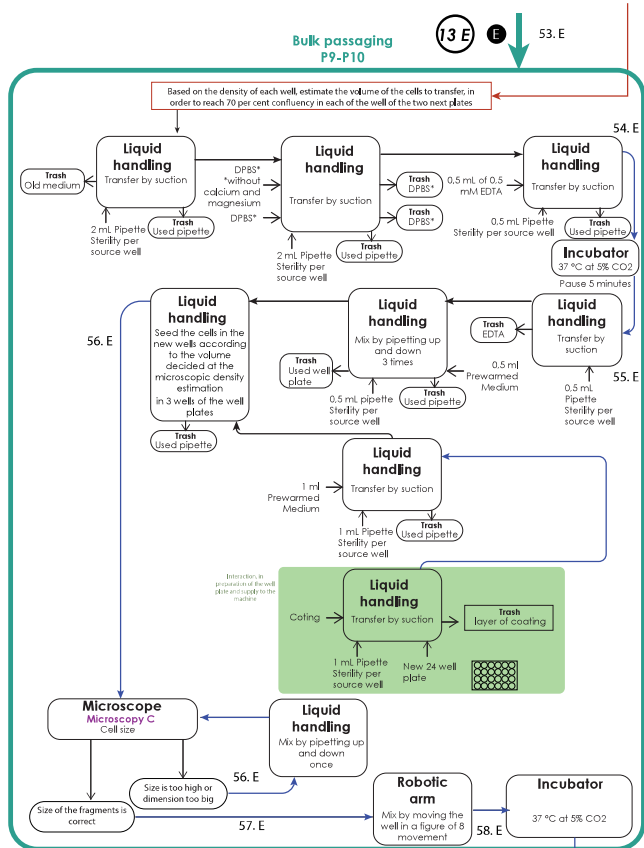 Bulk passaging
P9-P10
13 E
E
53. E
Based on the density of each well, estimate the volume of the cells to transfer, in
order to reach 70 per cent confluency in each of the well of the two next plates
54. E
Liquid
handling
Transfer by suction
Trash
Old medium
2 mL Pipette
Sterility per
source well
Trash
Used pipette
DPBS*
*without
calcium and
magnesium
DPBS*
Liquid
handling
Transfer by suction
Trash
DPBS*
Trash
DPBS*
2 mL Pipette
Sterility per
source well
Trash
Used pipette
0.5 mL of 0.5
mM EDTA
Liquid
handling
Transfer by suction
0.5 mL Pipette
Sterility per source well
Trash
Used pipette
Incubator
37 °C at 5% CO2
Pause 5 minutes
56. E
Liquid
handling
Seed the cells in the
new wells according
to the volume
decided at the
microscopic density
estimation
in 3 wells of the well
plates
Trash
Used pipette
Liquid
handling
Mix by pipetting up
and down
3 times
Trash
Used well
plate
0.5 mL pipette
Sterility per
source well
Trash
Used pipette
0.5 ml
Prewarmed
Medium
Liquid
handling
Transfer by
suction
Trash
EDTA
0.5 mL
Pipette
Sterility per
source well
55. E
Liquid
handling
Transfer by suction
1 ml
Prewarmed
Medium
1 mL Pipette
Sterility per
source well
Trash
Used pipette
Interaction, in
preparation of the well
plate and supply to the
machine
Liquid
handling
Transfer by suction
Coting
Trash
layer of coating
1 mL Pipette
Sterility per
source well
New 24 well
plate
Microscope
Microscopy C
Cell size
Liquid
handling
Mix by pipetting up
and down
once
56. E
Size is too high or
dimension too big
Size of the fragments is
correct
57. E
Robotic
arm
Mix by moving the
well in a figure of 8
movement
58. E
Incubator
37 °C at 5% CO2